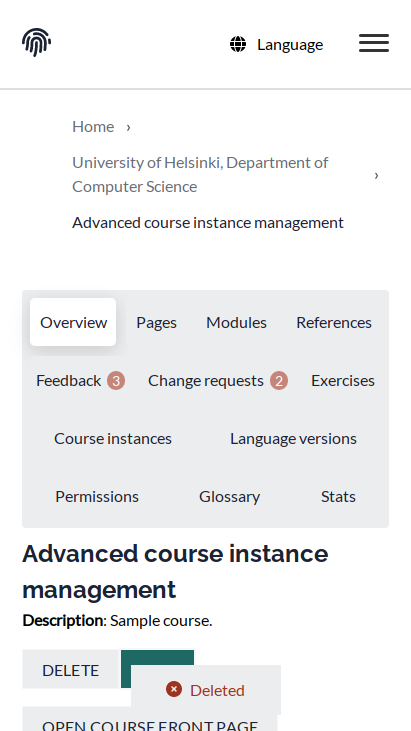 Language
Home ›
University of Helsinki, Department of
Computer Science ›
Advanced course instance management
Overview Pages Modules References
Feedback 3 Change requests 2 Exercises
Course instances Language versions
Permissions Glossary Stats
Advanced course instance
management
Description: Sample course.
DELETE
Deleted
OPEN COURSE FRONT PAGE